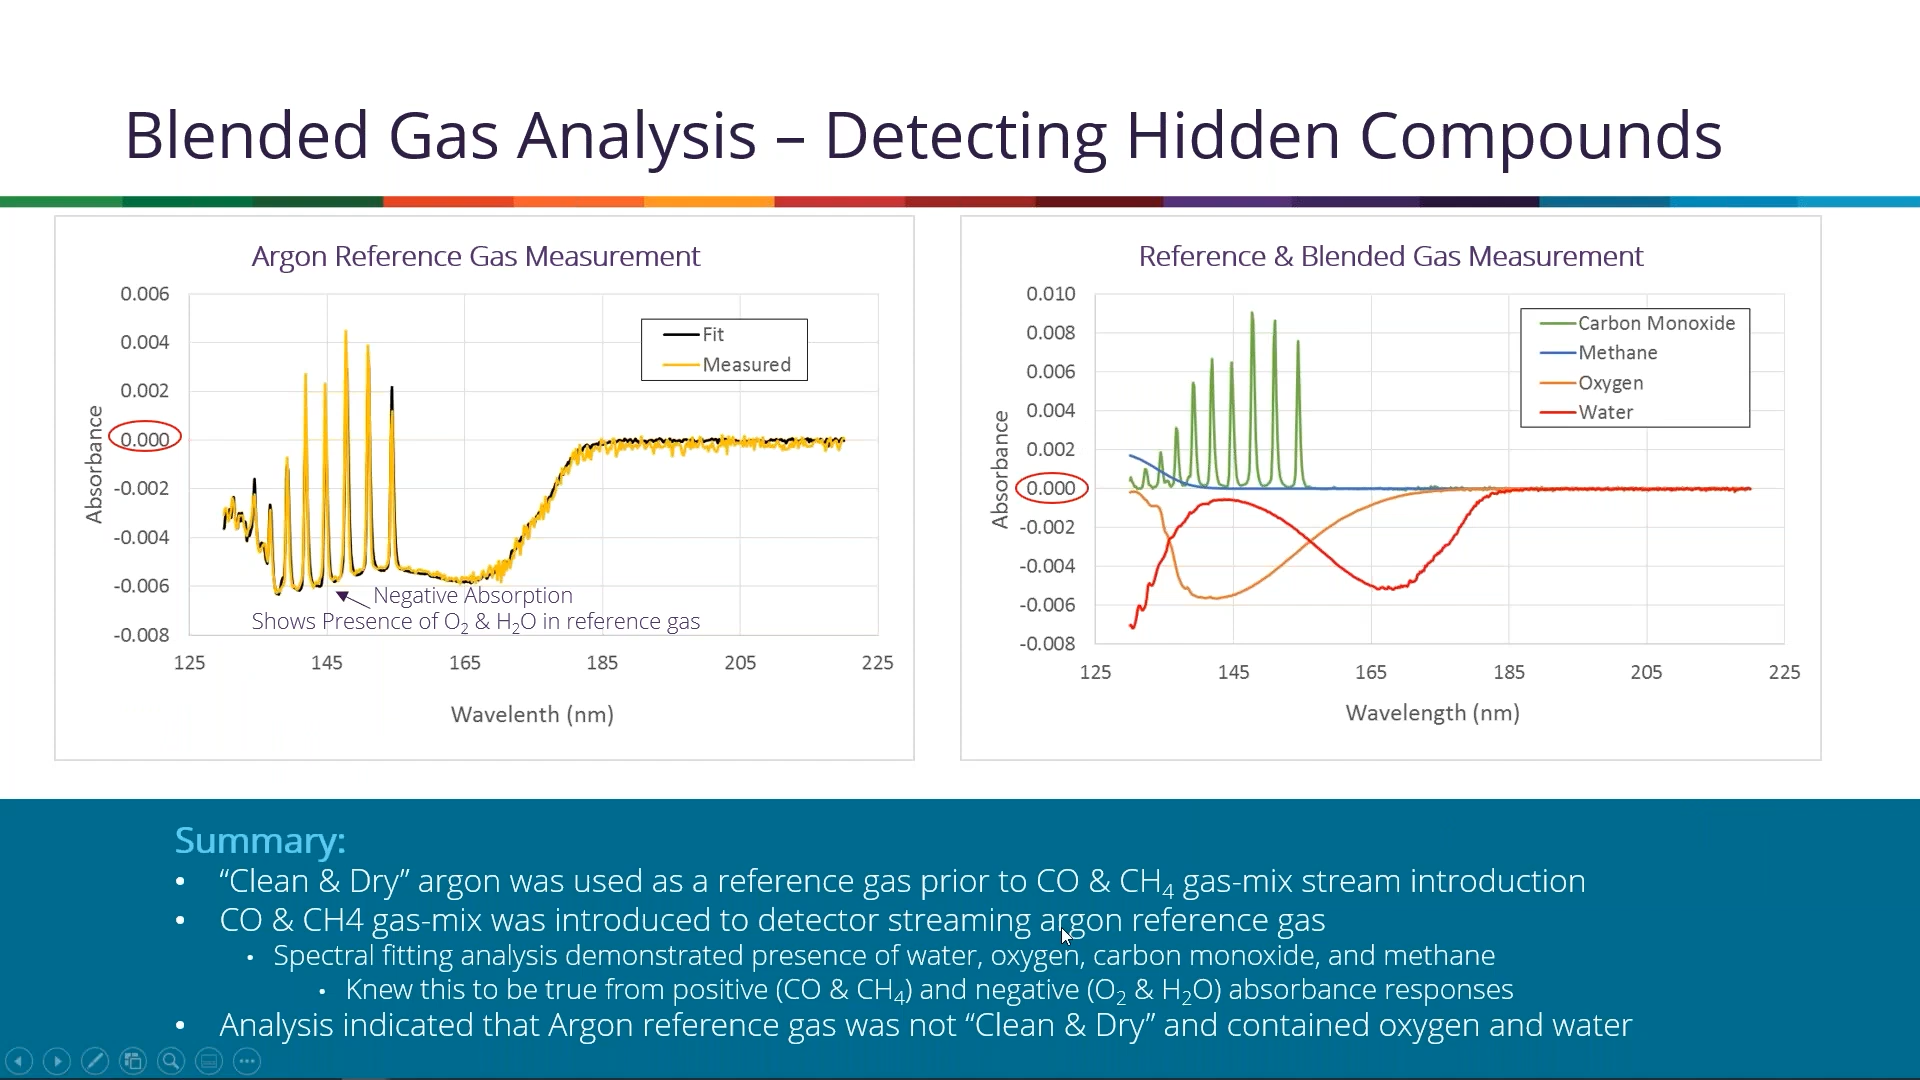 Blended Gas Analysis – Detecting Hidden Compounds
Argon Reference Gas Measurement
0.006
0.004
0.002
0.000
-0.002
-0.004
-0.006
-0.008
Absorbance
Fit
Measured
Negative Absorption
Shows Presence of O₂ & H₂O in reference gas
125 145 165 185 205 225
Wavelenth (nm)
Reference & Blended Gas Measurement
0.010
0.008
0.006
0.004
0.002
0.000
-0.002
-0.004
-0.006
-0.008
Absorbance
Carbon Monoxide
Methane
Oxygen
Water
125 145 165 185 205 225
Wavelength (nm)
Summary:
• “Clean & Dry” argon was used as a reference gas prior to CO & CH₄ gas-mix stream introduction
• CO & CH4 gas-mix was introduced to detector streaming argon reference gas
• Spectral fitting analysis demonstrated presence of water, oxygen, carbon monoxide, and methane
• Knew this to be true from positive (CO & CH₄) and negative (O₂ & H₂O) absorbance responses
• Analysis indicated that Argon reference gas was not “Clean & Dry” and contained oxygen and water